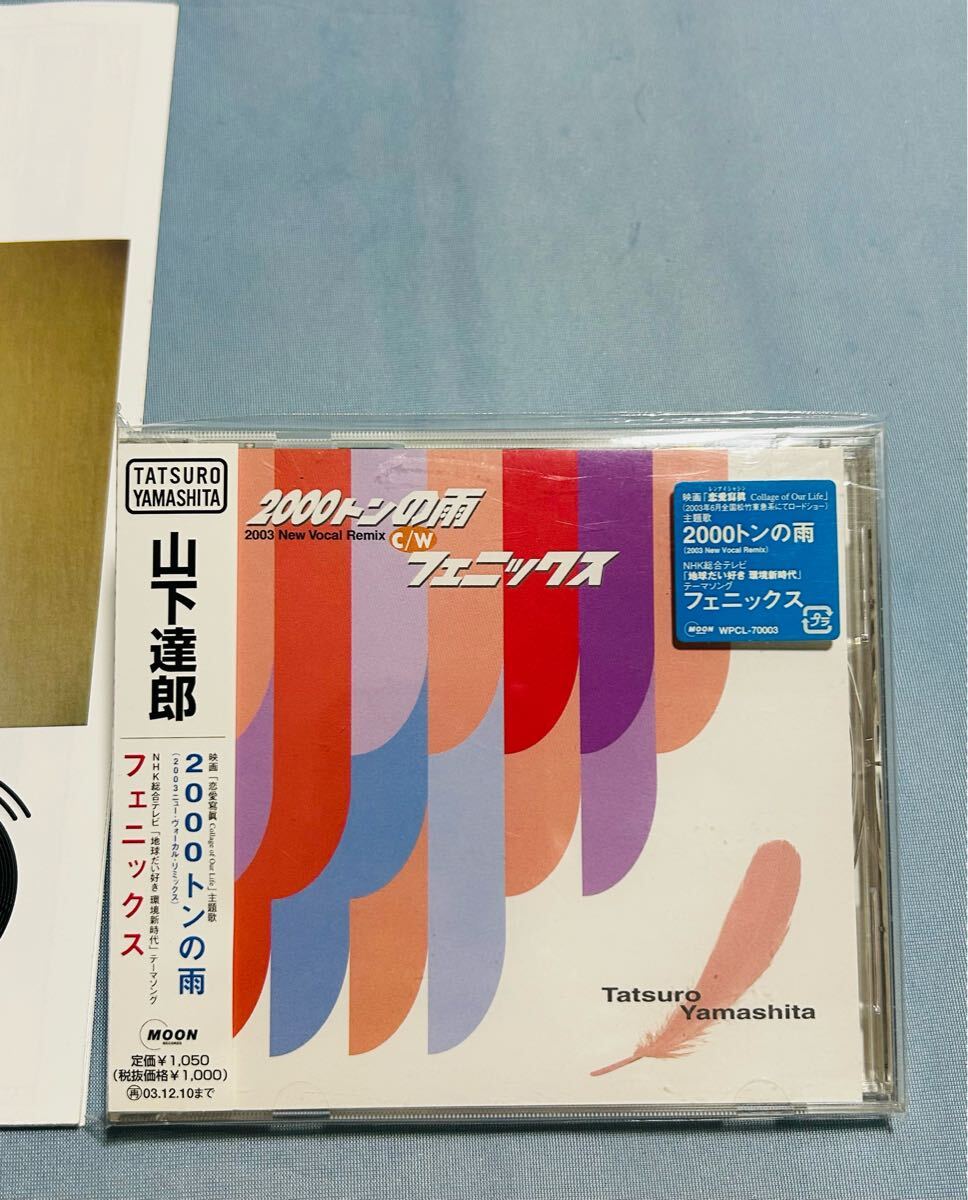 TATSURO
YAMASHITA
山下達郎
映画「恋愛寫眞 Collage of Our Life」主題歌
2000トンの雨
(2003ニュー・ヴォーカル・リミックス)
NHK総合テレビ「地球だい好き 環境新時代」テーマソング
フェニックス
MOON
RECORDS
定価¥1,050
(税抜価格¥1,000)
再03.12.10まで
2000トンの雨
2003 New Vocal Remix C/W
フェニックス
レンアイシャシン
映画「恋愛寫眞 Collage of Our Life」
(2003年6月全国松竹東急系にてロードショー)
主題歌
2000トンの雨
(2003 New Vocal Remix)
NHK総合テレビ
「地球だい好き 環境新時代」
テーマソング
フェニックス
MOON WPCL-70003
プラ
Tatsuro
Yamashita